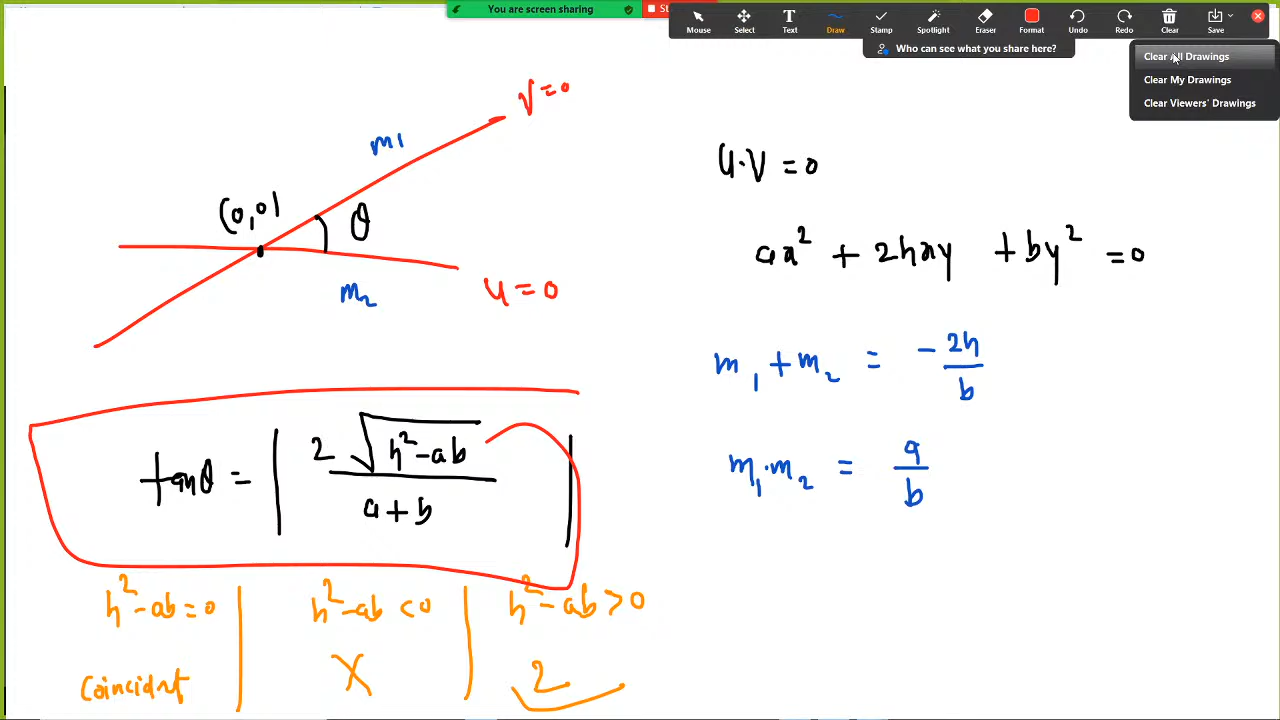 You are screen sharing
St
Mouse
Select
Text
Draw
Stamp
Spotlight
Eraser
Format
Undo
Redo
Clear
Save
Who can see what you share here?
Clear All Drawings
Clear My Drawings
Clear Viewers' Drawings
V=0
m1
(0,0)
θ
m₂
u=0
u·v=0
ax² + 2hxy + by² = 0
m₁+m₂ = -2h/b
m₁·m₂ = a/b
tanθ = | 2√(h²-ab) / a+b |
h²-ab=0
h²-ab<0
h²-ab>0
Coincidnt
X
2